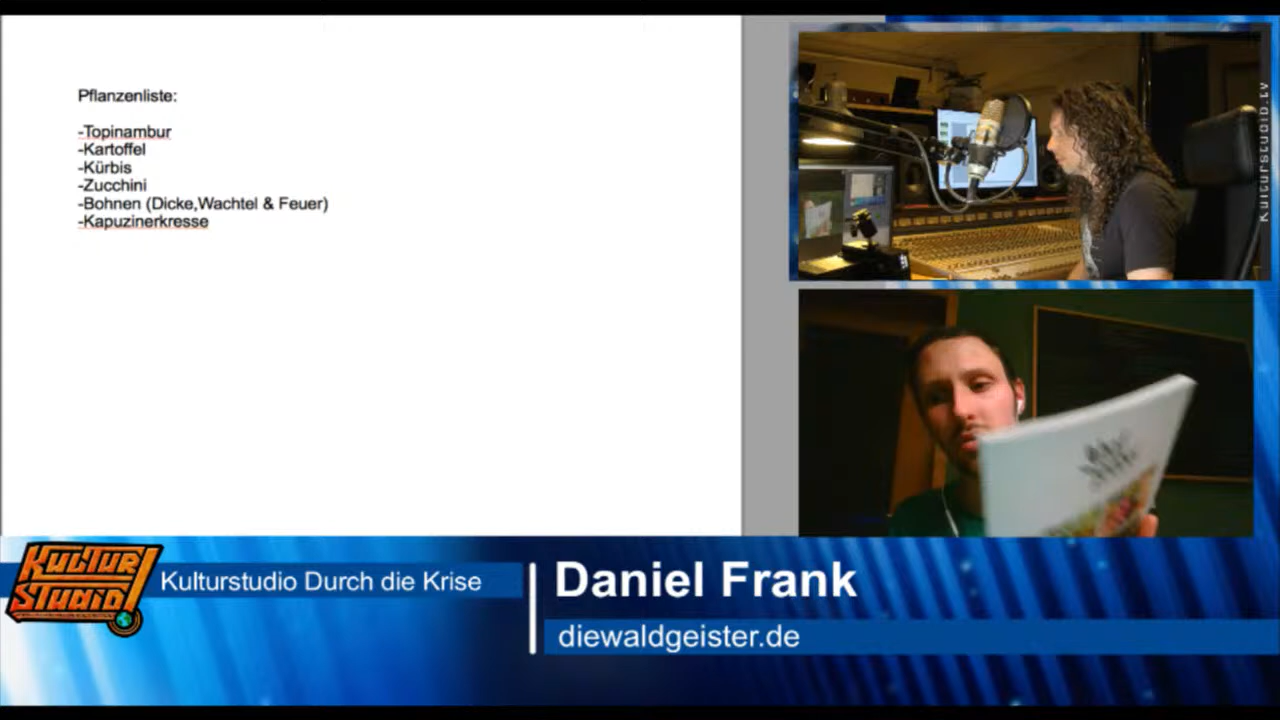 Pflanzenliste:
-Topinambur
-Kartoffel
-Kürbis
-Zucchini
-Bohnen (Dicke,Wachtel & Feuer)
-Kapuzinerkresse
Kulturstudio.tv
KULTUR
STUDIO!
Kulturstudio Durch die Krise
Daniel Frank
diewaldgeister.de